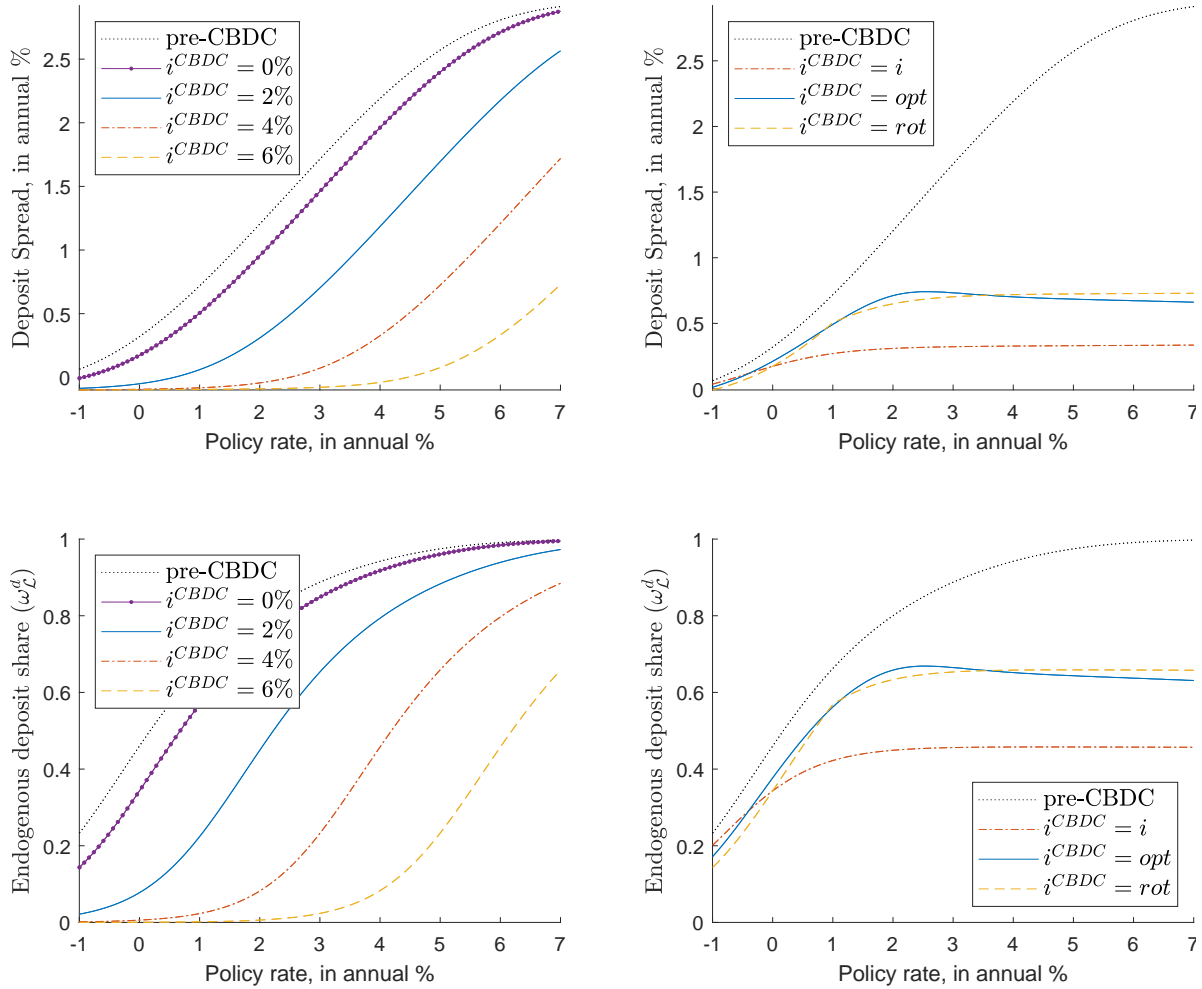 pre-CBDC
i^{CBDC} = 0%
i^{CBDC} = 2%
i^{CBDC} = 4%
i^{CBDC} = 6%
Deposit Spread, in annual %
2.5
2
1.5
1
0.5
0
-1 0 1 2 3 4 5 6 7
Policy rate, in annual %
pre-CBDC
i^{CBDC} = i
i^{CBDC} = opt
i^{CBDC} = rot
Deposit Spread, in annual %
2.5
2
1.5
1
0.5
0
-1 0 1 2 3 4 5 6 7
Policy rate, in annual %
pre-CBDC
i^{CBDC} = 0%
i^{CBDC} = 2%
i^{CBDC} = 4%
i^{CBDC} = 6%
Endogenous deposit share (ω^d_ℒ)
1
0.8
0.6
0.4
0.2
0
-1 0 1 2 3 4 5 6 7
Policy rate, in annual %
Endogenous deposit share (ω^d_ℒ)
1
0.8
0.6
0.4
0.2
0
pre-CBDC
i^{CBDC} = i
i^{CBDC} = opt
i^{CBDC} = rot
-1 0 1 2 3 4 5 6 7
Policy rate, in annual %